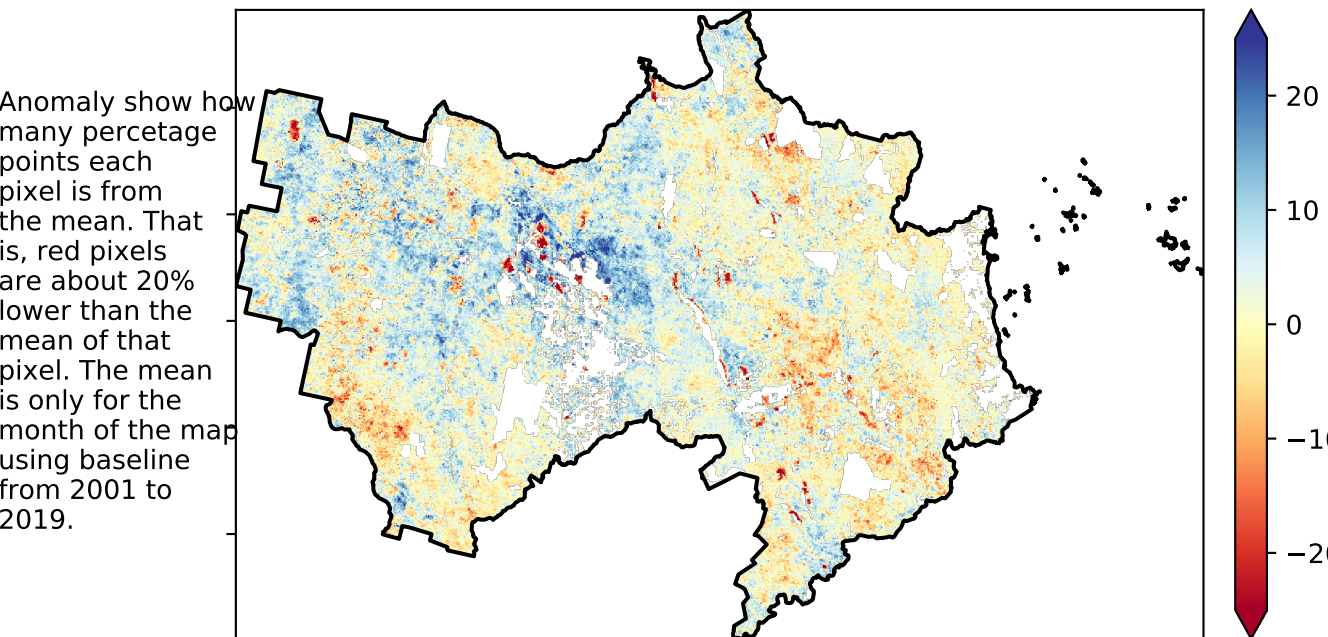 Anomaly show how
many percetage
points each
pixel is from
the mean. That
is, red pixels
are about 20%
lower than the
mean of that
pixel. The mean
is only for the
month of the map
using baseline
from 2001 to
2019.
20
10
0
−10
−20